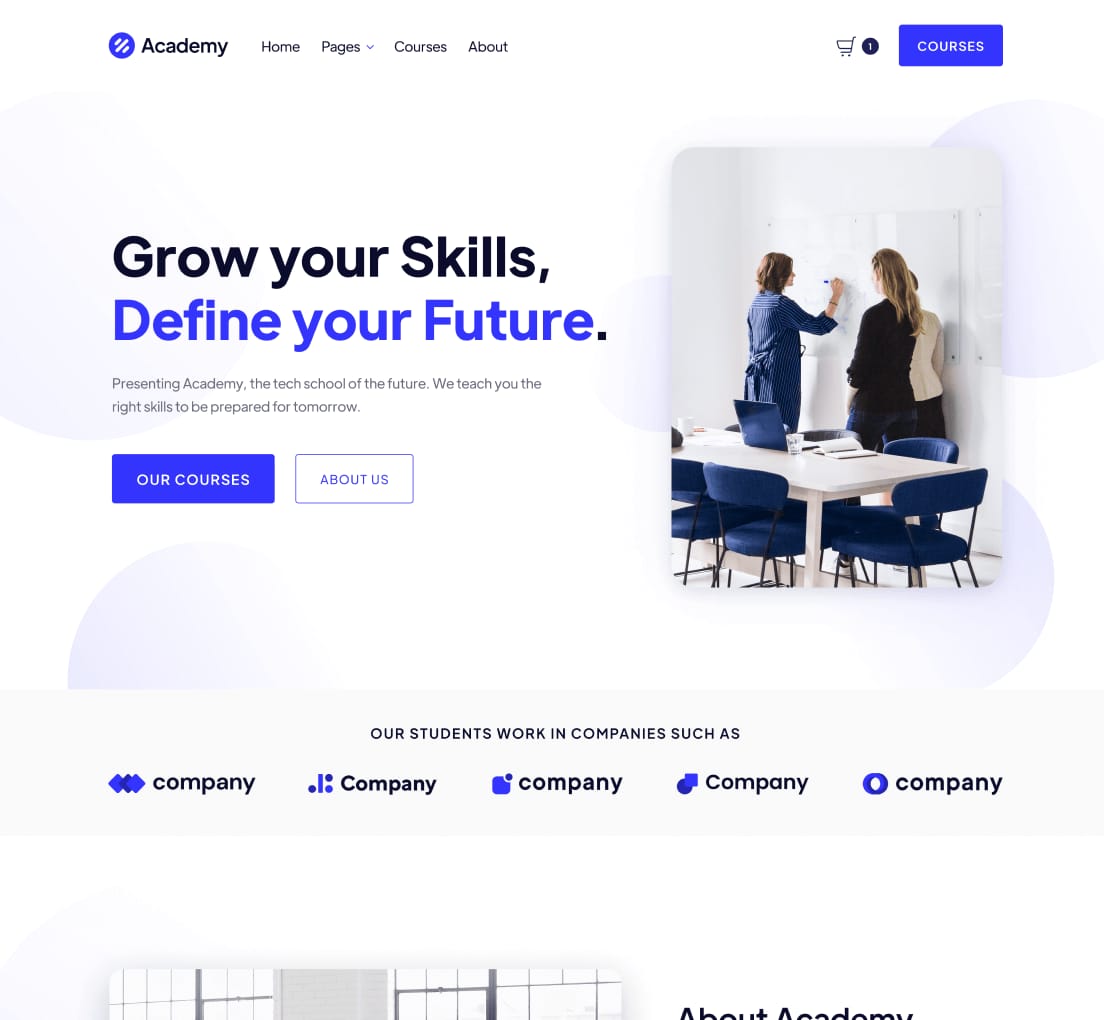 Academy
Home
Pages
Courses
About
1
COURSES
Grow your Skills,
Define your Future.
Presenting Academy, the tech school of the future. We teach you the
right skills to be prepared for tomorrow.
OUR COURSES
ABOUT US
OUR STUDENTS WORK IN COMPANIES SUCH AS
company
Company
company
Company
company
About Academy